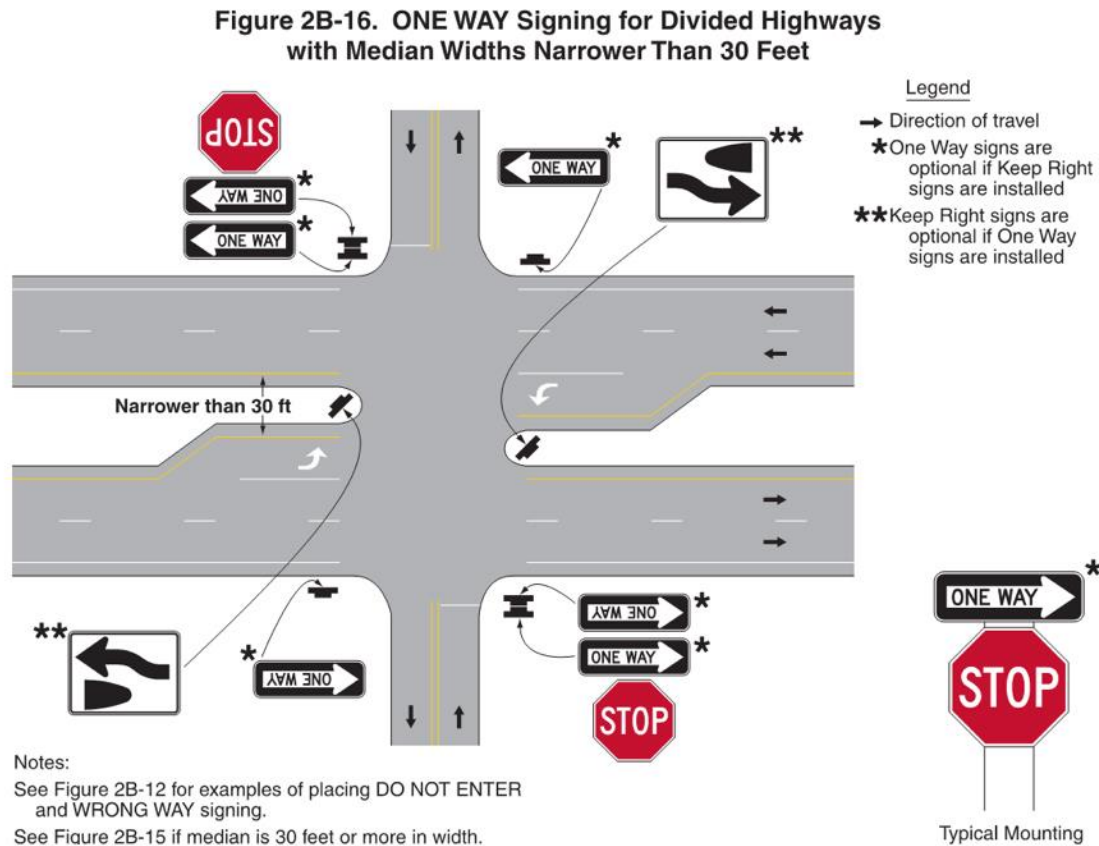 Figure 2B-16. ONE WAY Signing for Divided Highways
with Median Widths Narrower Than 30 Feet
Legend
Direction of travel
*One Way signs are
optional if Keep Right
signs are installed
**Keep Right signs are
optional if One Way
signs are installed
STOP
ONE WAY *
ONE WAY *
ONE WAY *
**
Narrower than 30 ft
**
* ONE WAY
ONE WAY *
ONE WAY *
STOP
ONE WAY *
STOP
Typical Mounting
Notes:
See Figure 2B-12 for examples of placing DO NOT ENTER
and WRONG WAY signing.
See Figure 2B-15 if median is 30 feet or more in width.